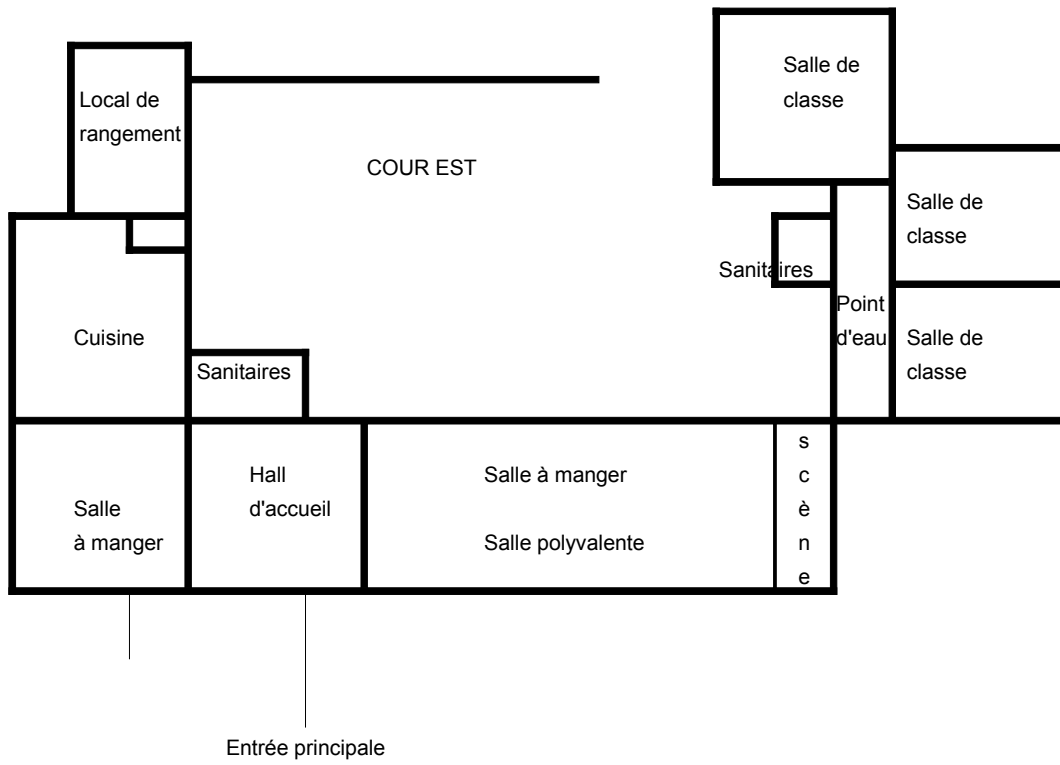 Salle de
classe
Local de
rangement
COUR EST
Salle de
classe
Sanitaires
Point
d'eau
Cuisine
Salle de
classe
Sanitaires
s
c
è
n
e
Hall
d'accueil
Salle à manger
Salle
à manger
Salle polyvalente
Entrée principale